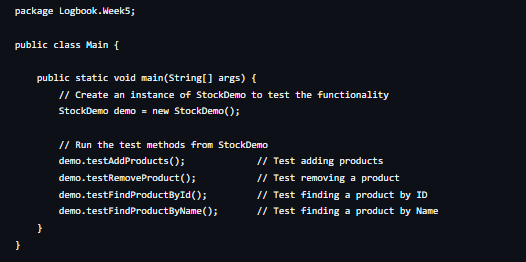 package Logbook.Week5;
public class Main {
public static void main(String[] args) {
// Create an instance of StockDemo to test the functionality
StockDemo demo = new StockDemo();
// Run the test methods from StockDemo
demo.testAddProducts(); // Test adding products
demo.testRemoveProduct(); // Test removing a product
demo.testFindProductById(); // Test finding a product by ID
demo.testFindProductByName(); // Test finding a product by Name
}
}